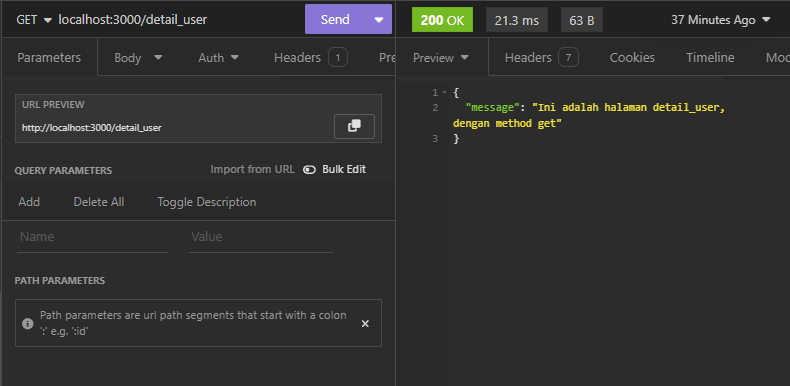 GET localhost:3000/detail_user Send
Parameters Body Auth Headers 1 Pre
URL PREVIEW
http://localhost:3000/detail_user
QUERY PARAMETERS Import from URL Bulk Edit
Add Delete All Toggle Description
Name Value
PATH PARAMETERS
Path parameters are url path segments that start with a colon
':' e.g. ':id'
200 OK 21.3 ms 63 B 37 Minutes Ago
Preview Headers 7 Cookies Timeline Moc
1 {
2 "message": "Ini adalah halaman detail_user,
dengan method get"
3 }